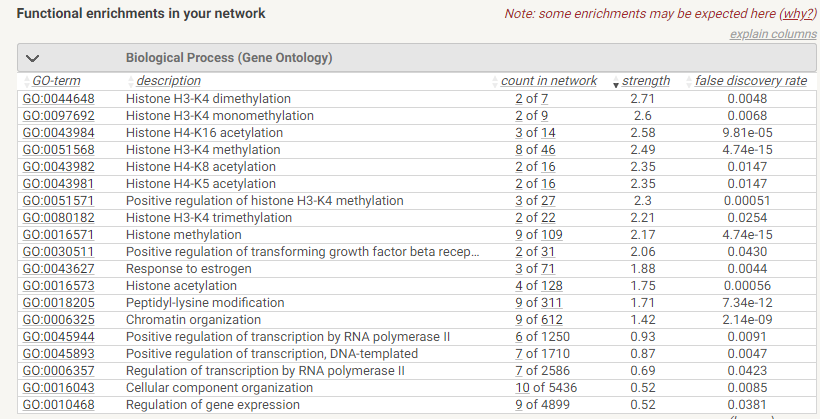 Functional enrichments in your network Note: some enrichments may be expected here (why?)
explain columns
Biological Process (Gene Ontology)
GO-term description count in network strength false discovery rate
GO:0044648 Histone H3-K4 dimethylation 2 of 7 2.71 0.0048
GO:0097692 Histone H3-K4 monomethylation 2 of 9 2.6 0.0068
GO:0043984 Histone H4-K16 acetylation 3 of 14 2.58 9.81e-05
GO:0051568 Histone H3-K4 methylation 8 of 46 2.49 4.74e-15
GO:0043982 Histone H4-K8 acetylation 2 of 16 2.35 0.0147
GO:0043981 Histone H4-K5 acetylation 2 of 16 2.35 0.0147
GO:0051571 Positive regulation of histone H3-K4 methylation 3 of 27 2.3 0.00051
GO:0080182 Histone H3-K4 trimethylation 2 of 22 2.21 0.0254
GO:0016571 Histone methylation 9 of 109 2.17 4.74e-15
GO:0030511 Positive regulation of transforming growth factor beta recep... 2 of 31 2.06 0.0430
GO:0043627 Response to estrogen 3 of 71 1.88 0.0044
GO:0016573 Histone acetylation 4 of 128 1.75 0.00056
GO:0018205 Peptidyl-lysine modification 9 of 311 1.71 7.34e-12
GO:0006325 Chromatin organization 9 of 612 1.42 2.14e-09
GO:0045944 Positive regulation of transcription by RNA polymerase II 6 of 1250 0.93 0.0091
GO:0045893 Positive regulation of transcription, DNA-templated 7 of 1710 0.87 0.0047
GO:0006357 Regulation of transcription by RNA polymerase II 7 of 2586 0.69 0.0423
GO:0016043 Cellular component organization 10 of 5436 0.52 0.0085
GO:0010468 Regulation of gene expression 9 of 4899 0.52 0.0381